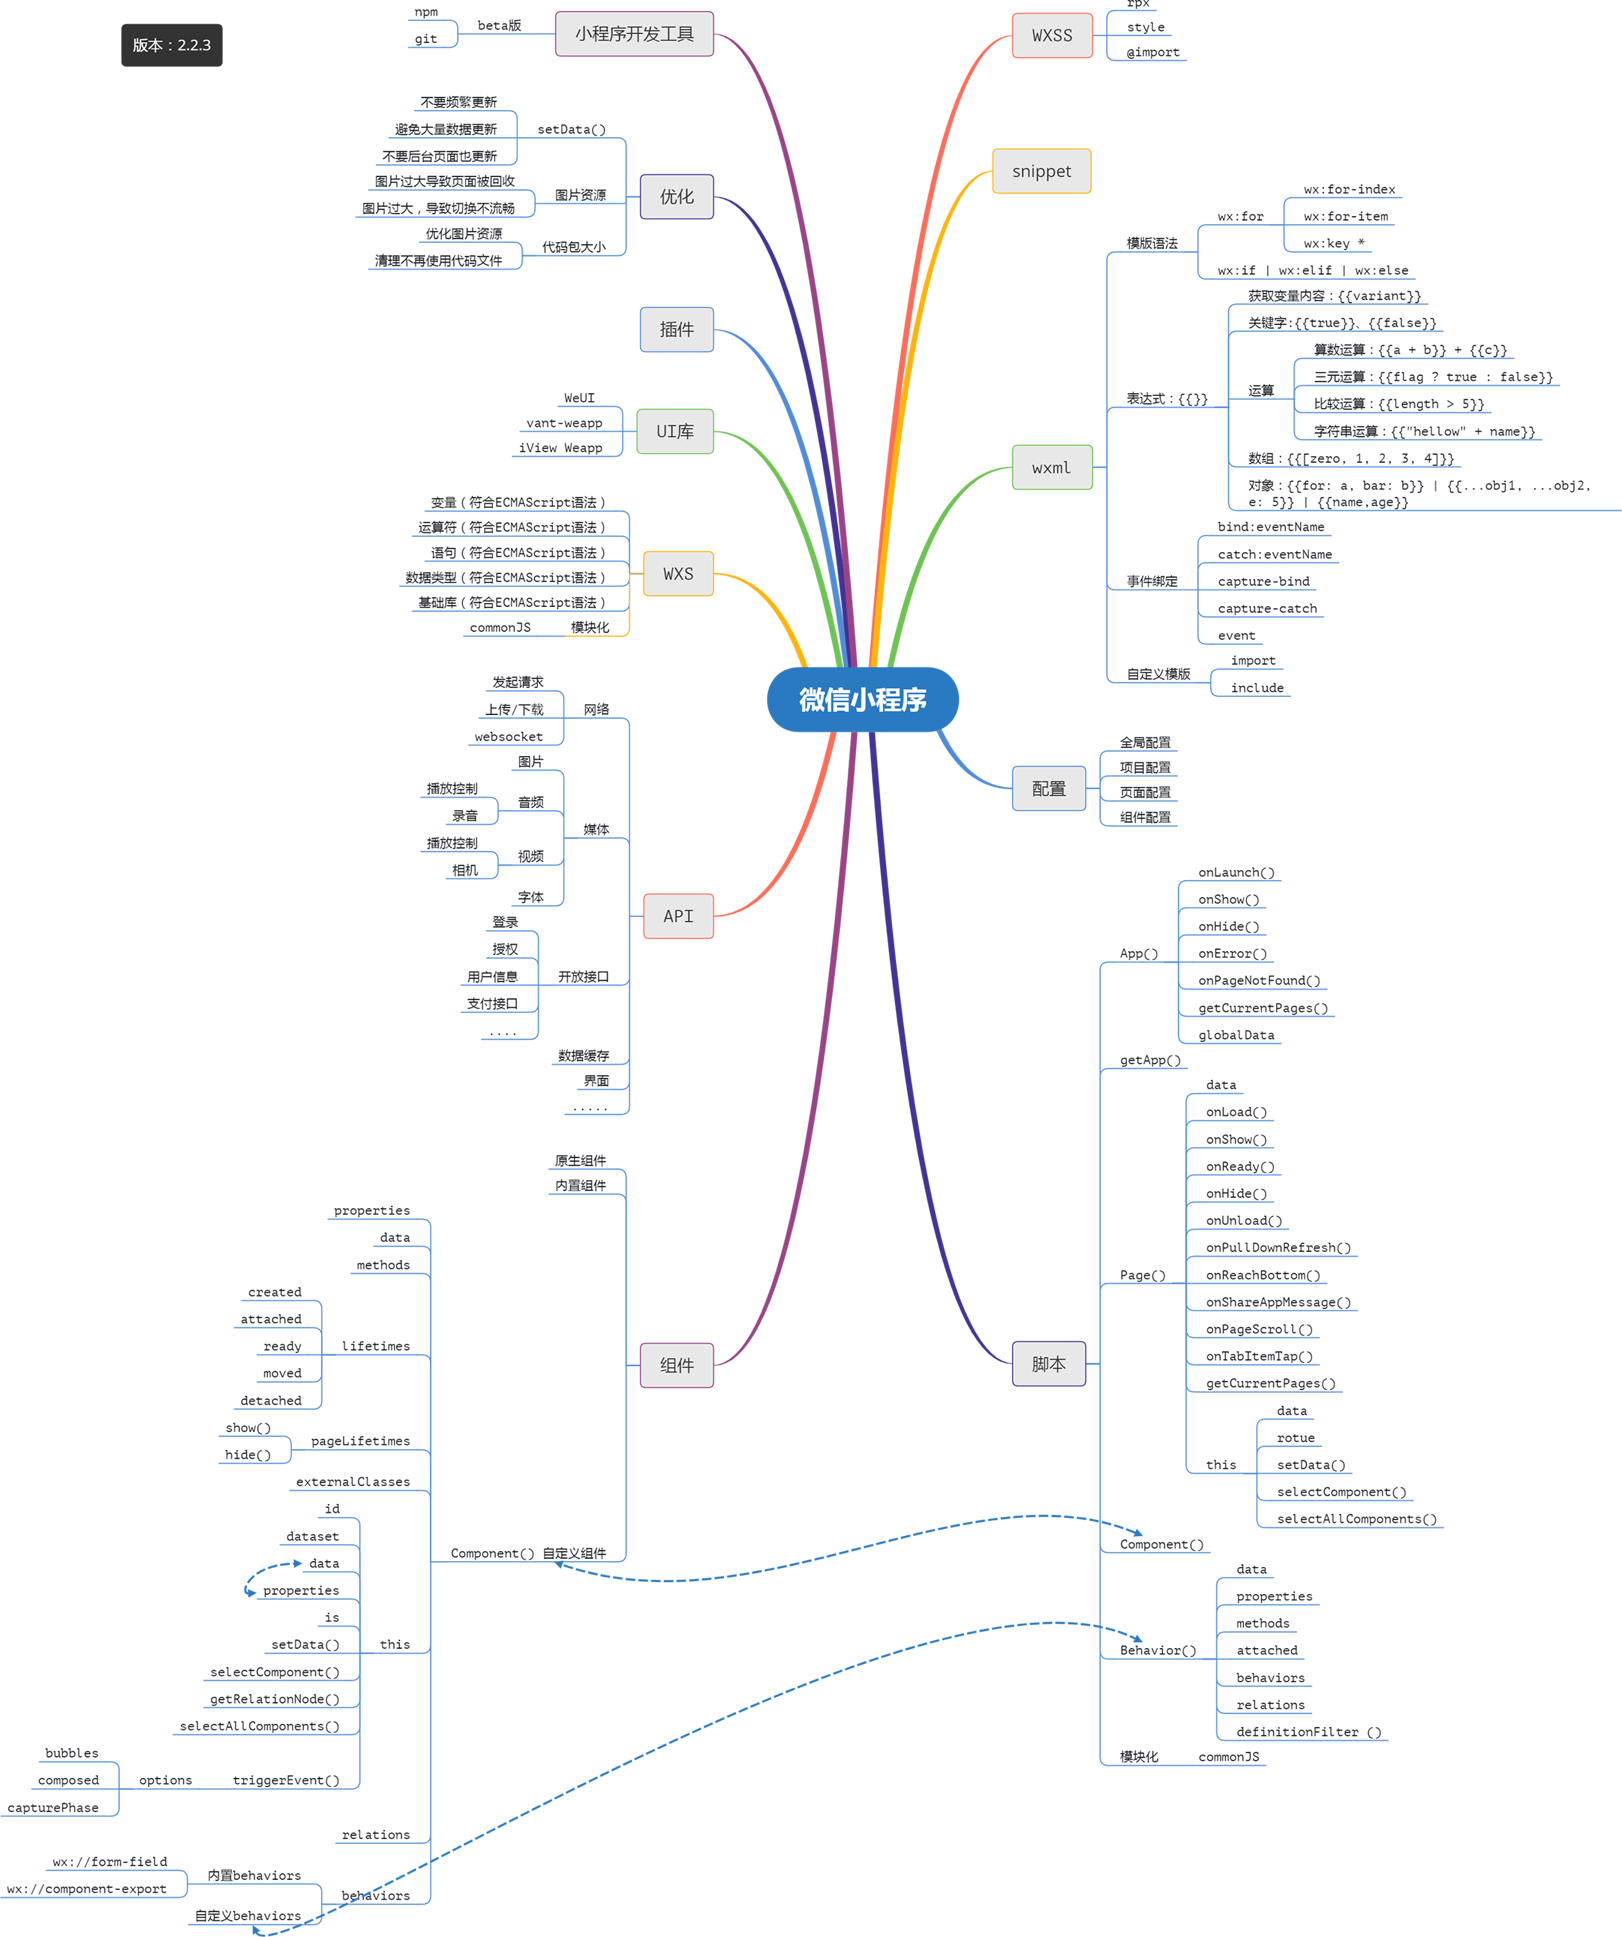 版本：2.2.3
微信小程序
小程序开发工具
beta版
npm
git
优化
setData()
不要频繁更新
避免大量数据更新
不要后台页面也更新
图片资源
图片过大导致页面被回收
图片过大，导致切换不流畅
代码包大小
优化图片资源
清理不再使用代码文件
插件
UI库
WeUI
vant-weapp
iView Weapp
WXS
变量（符合ECMAScript语法）
运算符（符合ECMAScript语法）
语句（符合ECMAScript语法）
数据类型（符合ECMAScript语法）
基础库（符合ECMAScript语法）
模块化
commonJS
API
网络
发起请求
上传/下载
websocket
媒体
图片
音频
播放控制
录音
视频
播放控制
相机
字体
开放接口
登录
授权
用户信息
支付接口
....
数据缓存
界面
.....
组件
原生组件
内置组件
Component() 自定义组件
properties
data
methods
lifetimes
created
attached
ready
moved
detached
pageLifetimes
show()
hide()
externalClasses
this
id
dataset
data
properties
is
setData()
selectComponent()
getRelationNode()
selectAllComponents()
triggerEvent()
options
bubbles
composed
capturePhase
relations
behaviors
内置behaviors
wx://form-field
wx://component-export
自定义behaviors
WXSS
rpx
style
@import
snippet
wxml
模版语法
wx:for
wx:for-index
wx:for-item
wx:key *
wx:if | wx:elif | wx:else
表达式：{{}}
获取变量内容：{{variant}}
关键字:{{true}}、{{false}}
运算
算数运算：{{a + b}} + {{c}}
三元运算：{{flag ? true : false}}
比较运算：{{length > 5}}
字符串运算：{{"hellow" + name}}
数组：{{[zero, 1, 2, 3, 4]}}
对象：{{for: a, bar: b}} | {{...obj1, ...obj2,
e: 5}} | {{name,age}}
事件绑定
bind:eventName
catch:eventName
capture-bind
capture-catch
event
自定义模版
import
include
配置
全局配置
项目配置
页面配置
组件配置
脚本
App()
onLaunch()
onShow()
onHide()
onError()
onPageNotFound()
getCurrentPages()
globalData
getApp()
Page()
data
onLoad()
onShow()
onReady()
onHide()
onUnload()
onPullDownRefresh()
onReachBottom()
onShareAppMessage()
onPageScroll()
onTabItemTap()
getCurrentPages()
this
data
rotue
setData()
selectComponent()
selectAllComponents()
Component()
Behavior()
data
properties
methods
attached
behaviors
relations
definitionFilter ()
模块化
commonJS